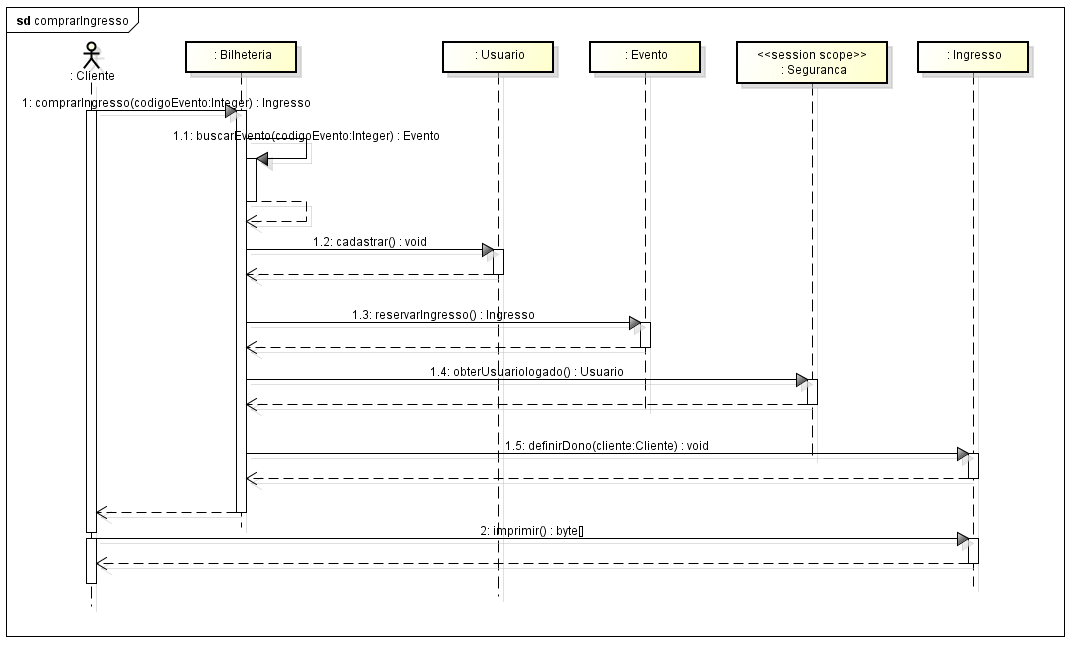 sd comprarIngresso
: Cliente
: Bilheteria
: Usuario
: Evento
<<session scope>>
: Seguranca
: Ingresso
1: comprarIngresso(codigoEvento:Integer) : Ingresso
1.1: buscarEvento(codigoEvento:Integer) : Evento
1.2: cadastrar() : void
1.3: reservarIngresso() : Ingresso
1.4: obterUsuariologado() : Usuario
1.5: definirDono(cliente:Cliente) : void
2: imprimir() : byte[]